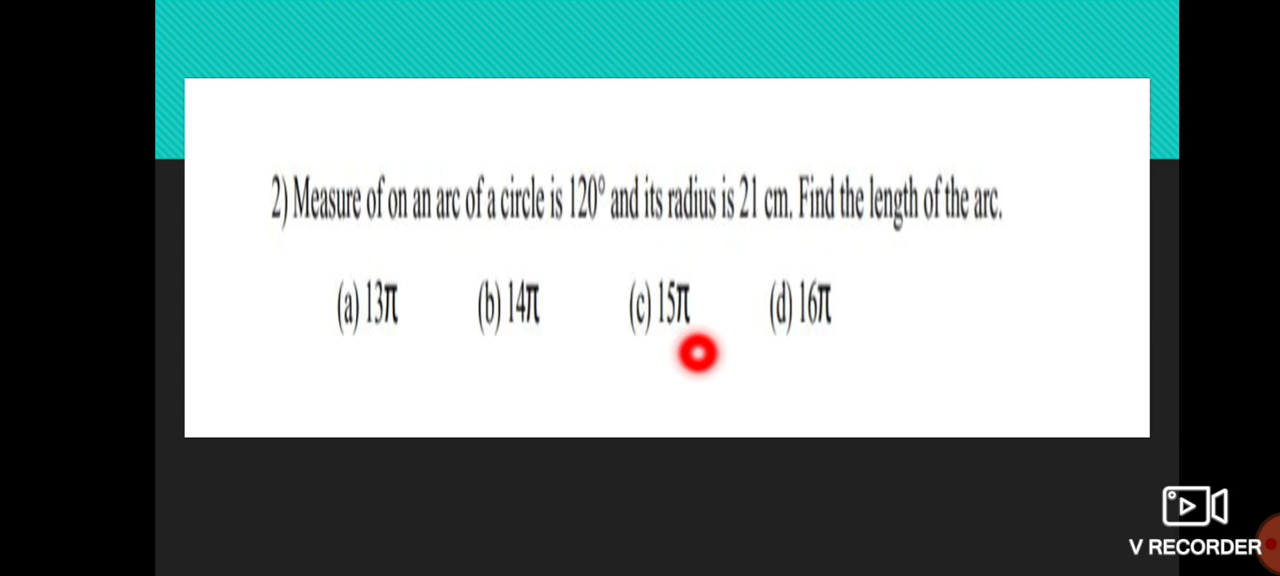 2) Measure of on an arc of a circle is 120° and its radius is 21 cm. Find the length of the arc.
(a) 13π (b) 14π (c) 15π (d) 16π
V RECORDER